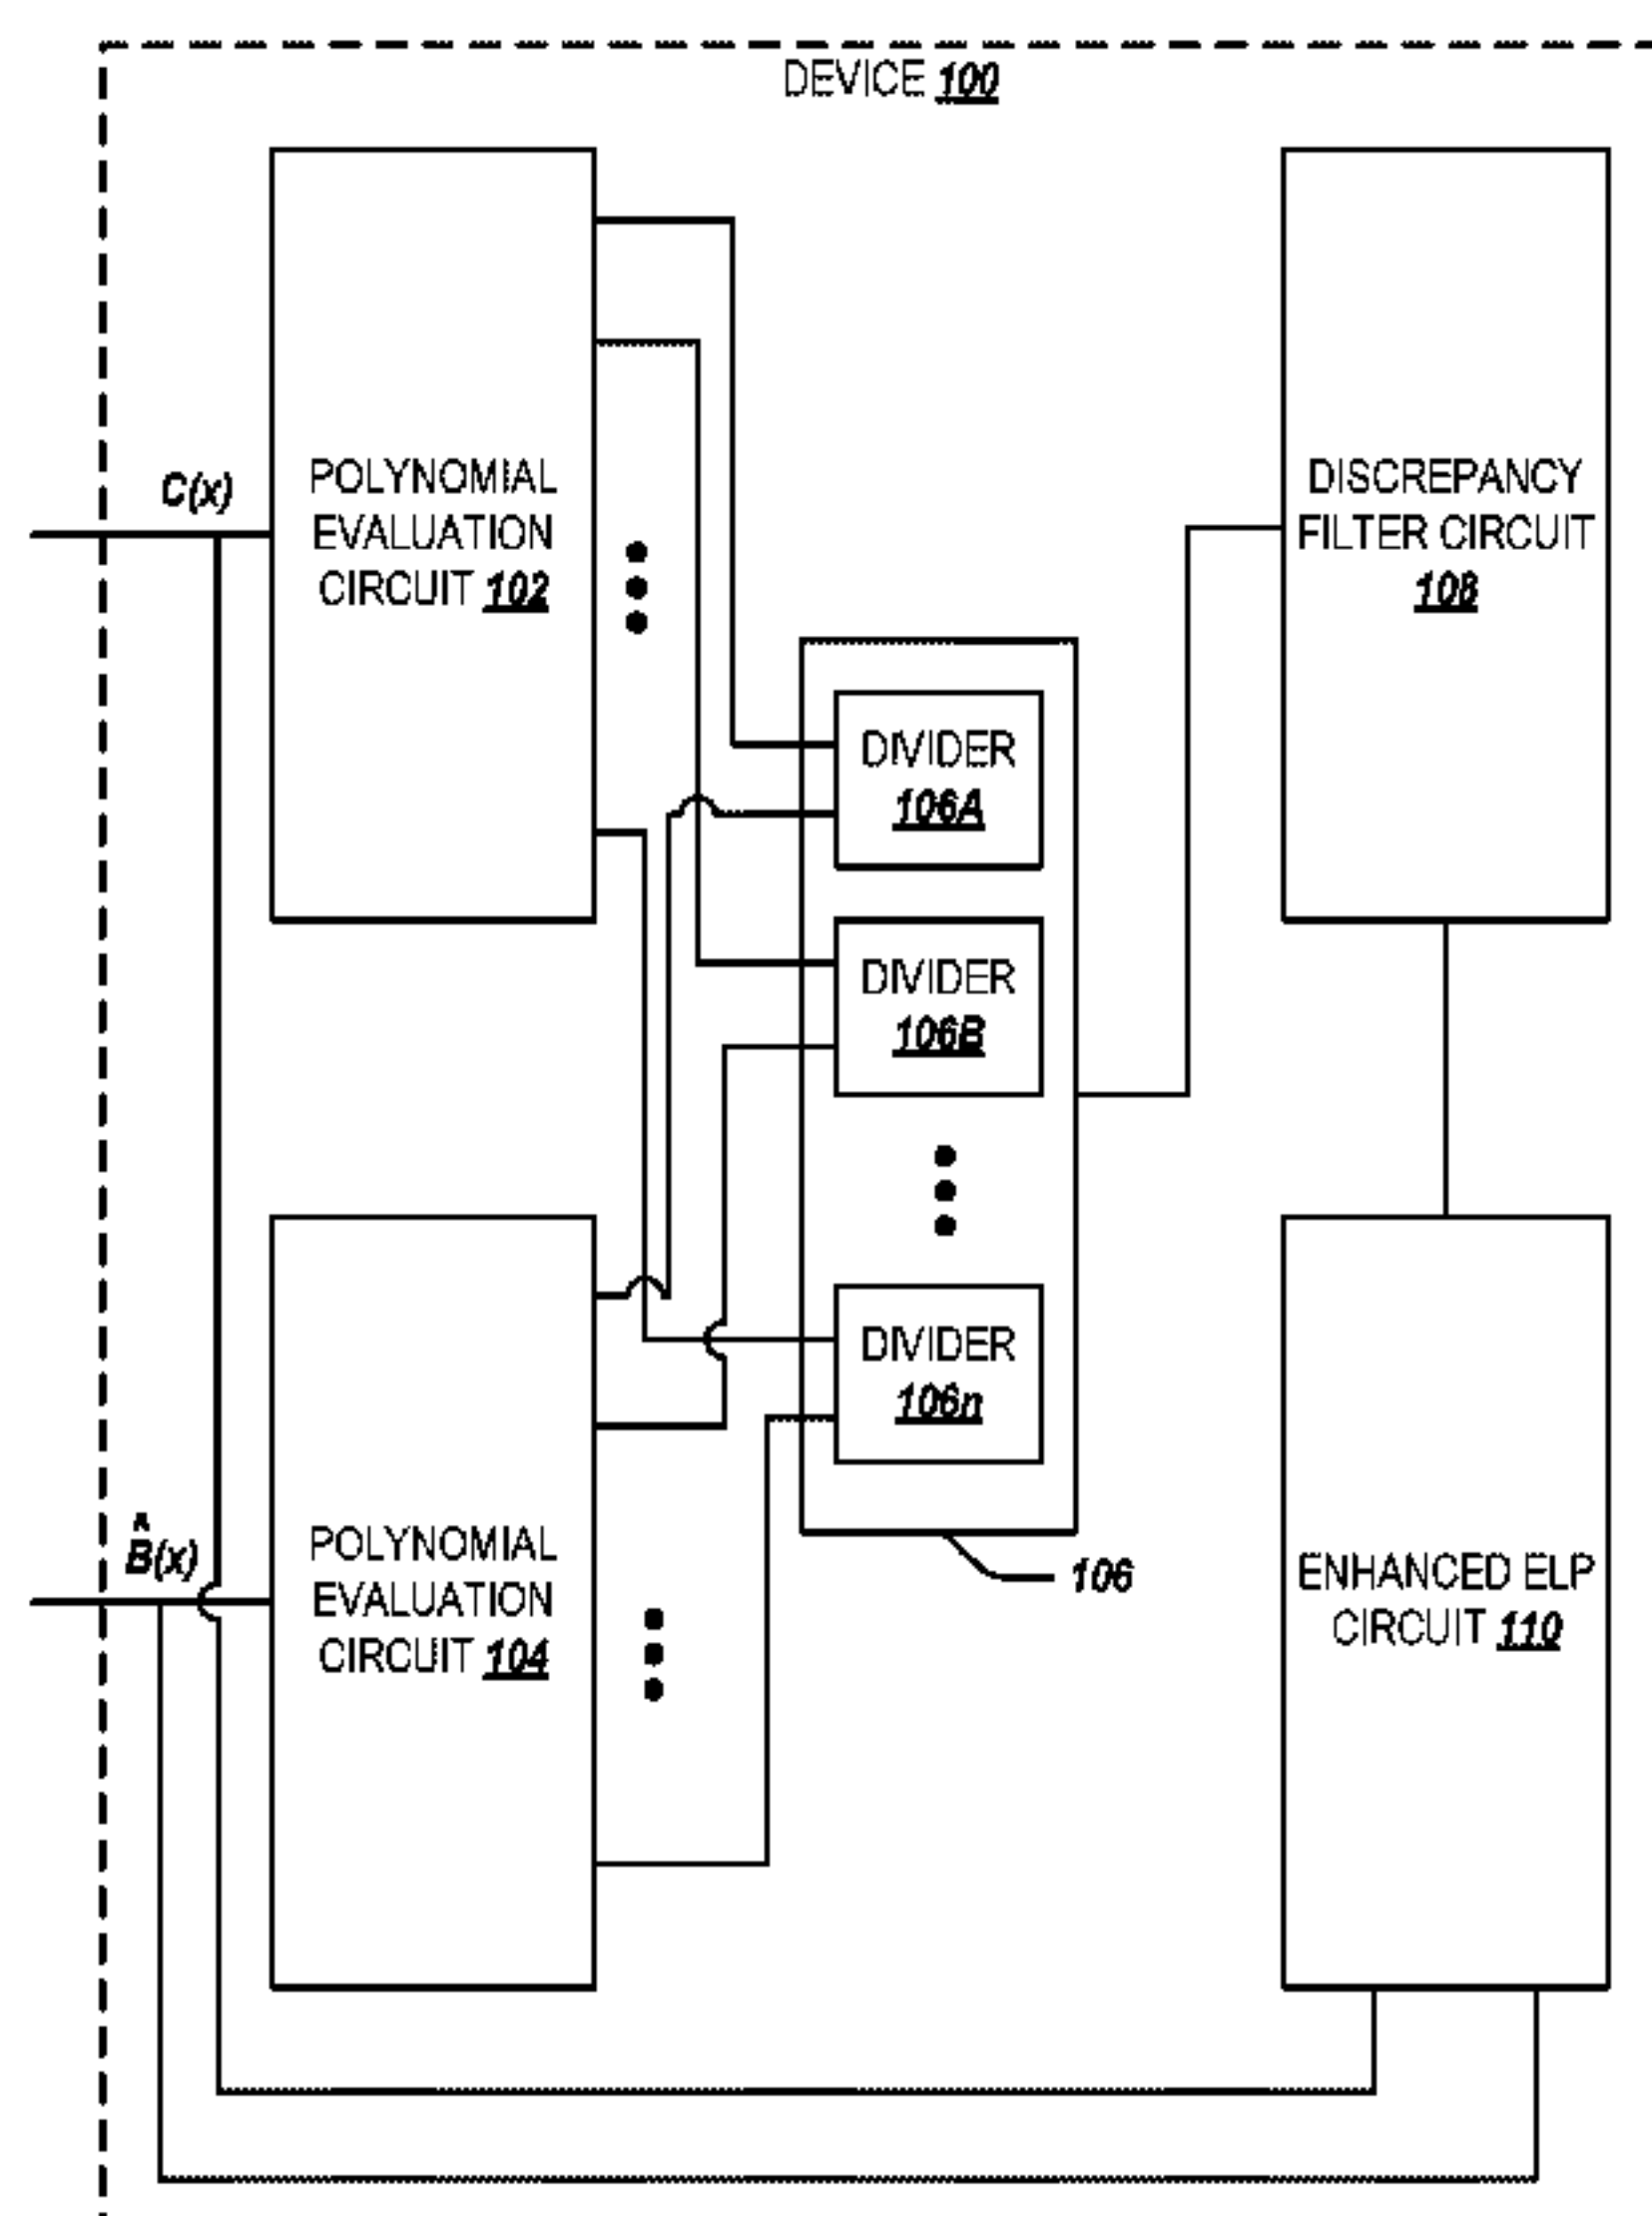 DEVICE 100
C(x)
POLYNOMIAL
EVALUATION
CIRCUIT 102
DISCREPANCY
FILTER CIRCUIT
108
DIVIDER
106A
DIVIDER
106B
DIVIDER
106n
106
B̂(x)
POLYNOMIAL
EVALUATION
CIRCUIT 104
ENHANCED ELP
CIRCUIT 110